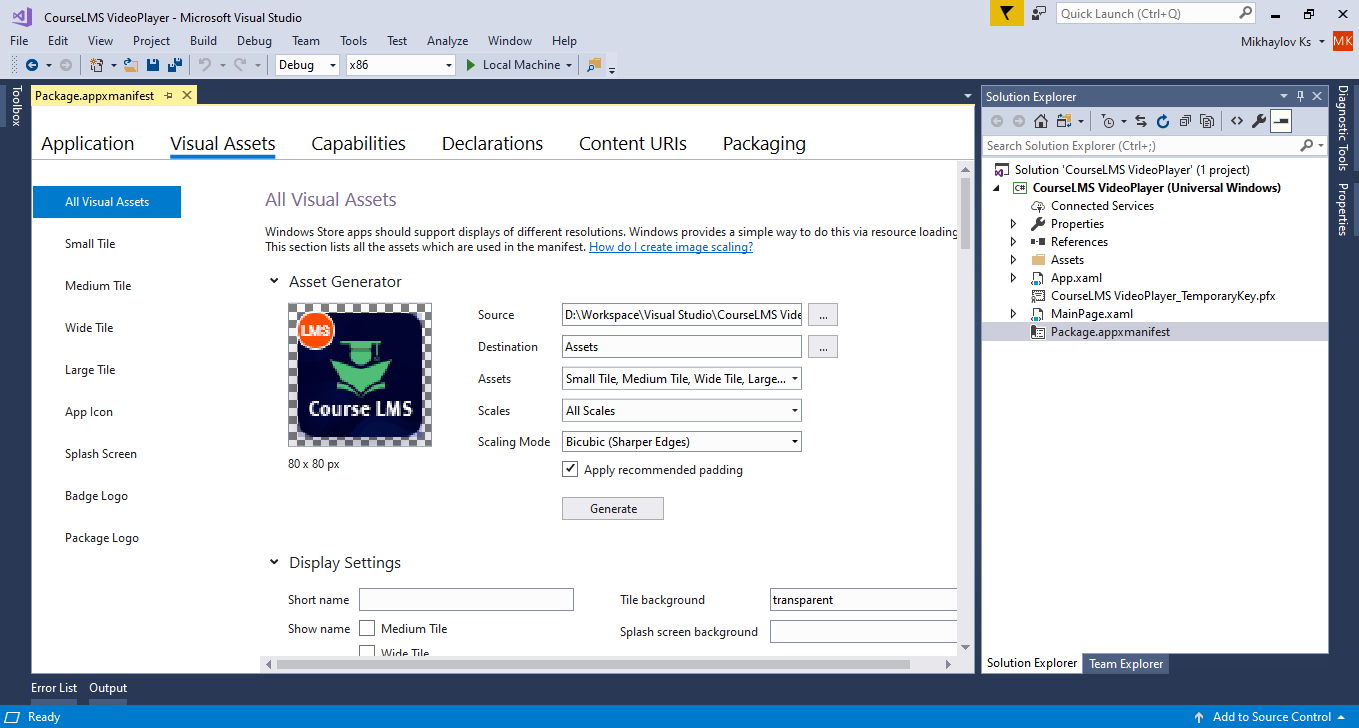 CourseLMS VideoPlayer - Microsoft Visual Studio
Quick Launch (Ctrl+Q)
File Edit View Project Build Debug Team Tools Test Analyze Window Help
Mikhaylov Ks MK
Debug x86 Local Machine
Toolbox
Package.appxmanifest
Application Visual Assets Capabilities Declarations Content URIs Packaging
All Visual Assets
Small Tile
Medium Tile
Wide Tile
Large Tile
App Icon
Splash Screen
Badge Logo
Package Logo
All Visual Assets
Windows Store apps should support displays of different resolutions. Windows provides a simple way to do this via resource loading
This section lists all the assets which are used in the manifest. How do I create image scaling?
Asset Generator
LMS
Course LMS
80 x 80 px
Source D:\Workspace\Visual Studio\CourseLMS Vide ...
Destination Assets ...
Assets Small Tile, Medium Tile, Wide Tile, Large...
Scales All Scales
Scaling Mode Bicubic (Sharper Edges)
Apply recommended padding
Generate
Display Settings
Short name
Tile background transparent
Show name Medium Tile
Splash screen background
Wide Tile
Solution Explorer
Search Solution Explorer (Ctrl+;)
Solution 'CourseLMS VideoPlayer' (1 project)
C# CourseLMS VideoPlayer (Universal Windows)
Connected Services
Properties
References
Assets
App.xaml
CourseLMS VideoPlayer_TemporaryKey.pfx
MainPage.xaml
Package.appxmanifest
Solution Explorer Team Explorer
Diagnostic Tools
Properties
Error List Output
Ready
Add to Source Control